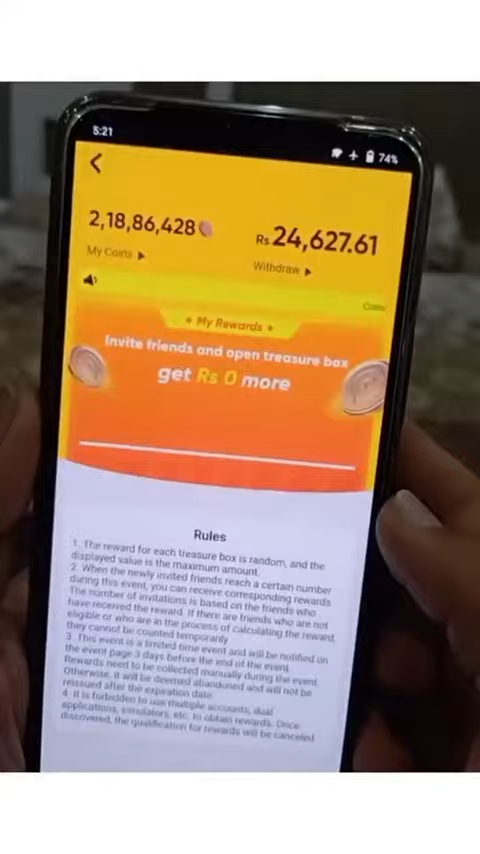 5:21
74%
2,18,86,428
Rs 24,627.61
My Coins
Withdraw
Coins
My Rewards
Invite friends and open treasure box
get Rs 0 more
Rules
1. The reward for each treasure box is random, and the
displayed value is the maximum amount.
2. When the newly invited friends reach a certain number
during this event, you can receive corresponding rewards
The number of invitations is based on the friends who
have received the reward. If there are friends who are not
eligible or who are in the process of calculating the reward,
they cannot be counted temporarily
3. This event is a limited time event and will be notified on
the event page 3 days before the end of the event.
Rewards need to be collected manually during the event.
Otherwise, it will be deemed abandoned and will not be
reissued after the expiration date
4. It is forbidden to use multiple accounts, dual
applications, simulators, etc. to obtain rewards. Once
discovered, the qualification for rewards will be canceled